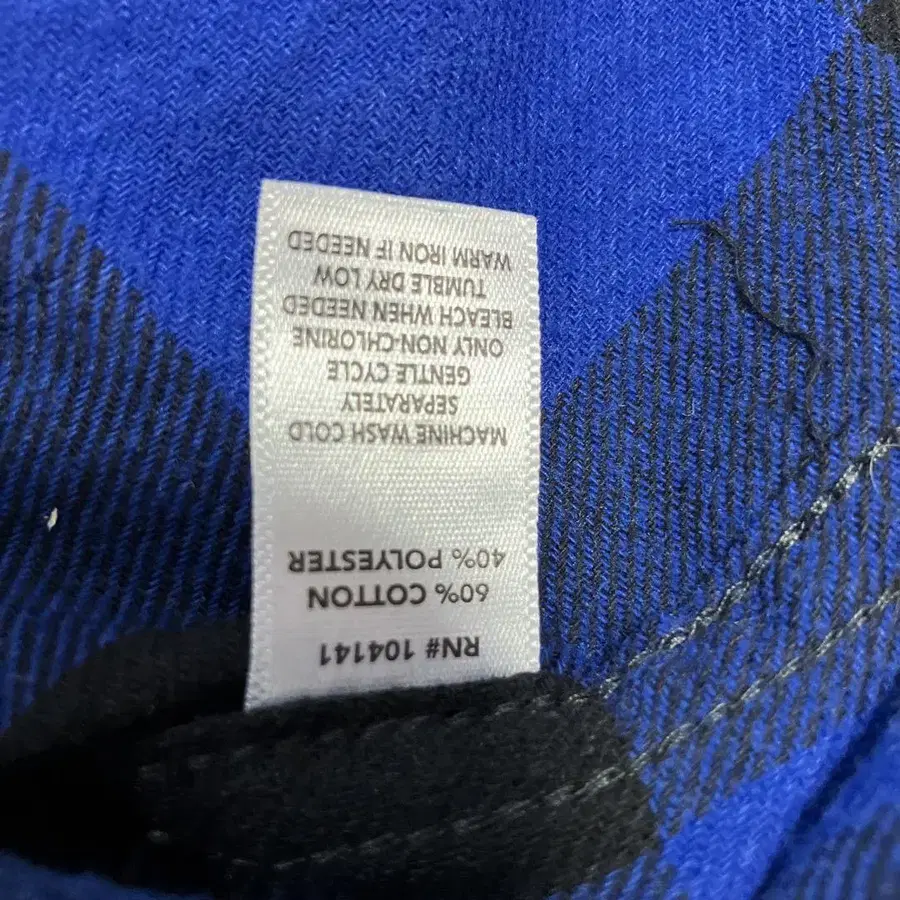 RN# 104141
60% COTTON
40% POLYESTER
MACHINE WASH COLD
SEPARATELY
GENTLE CYCLE
ONLY NON-CHLORINE
BLEACH WHEN NEEDED
TUMBLE DRY LOW
WARM IRON IF NEEDED